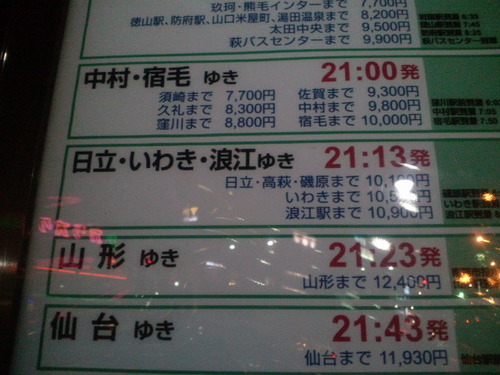 玖珂・熊毛インターまで 7,700円
徳山駅、防府駅、山口米屋町、湯田温泉まで 8,200円
太田中央まで 9,500円
萩バスセンターまで 9,900円
中村・宿毛 ゆき 21:00発
須崎まで 7,700円 佐賀まで 9,300円
久礼まで 8,300円 中村まで 9,800円
窪川まで 8,800円 宿毛まで 10,000円
日立・いわき・浪江ゆき 21:13発
日立・高萩・磯原まで
いわきまで
浪江駅まで 10,900円
山形 ゆき 21:23発
山形まで
仙台 ゆき 21:43発
仙台まで 11,930円